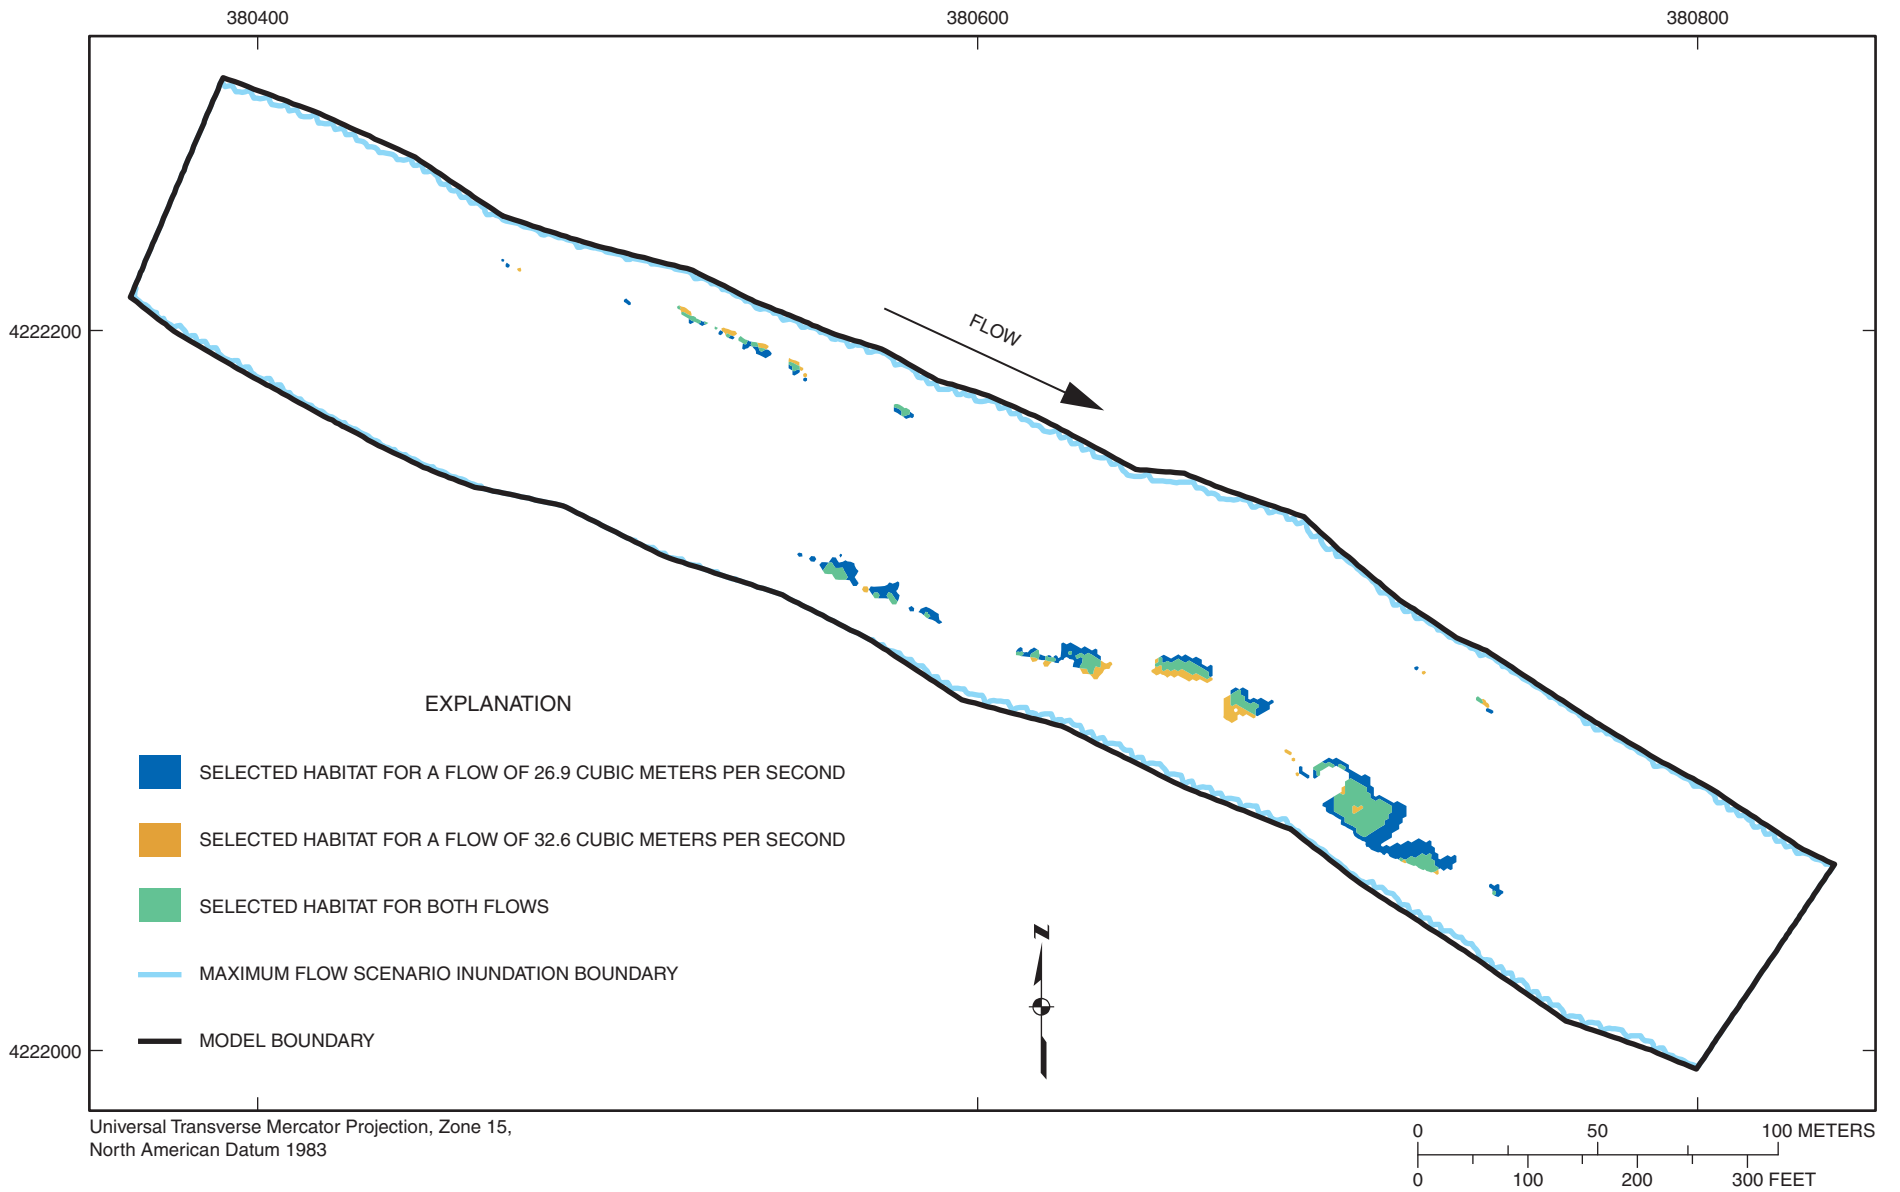 380400
380600
380800
4222200
FLOW
EXPLANATION
SELECTED HABITAT FOR A FLOW OF 26.9 CUBIC METERS PER SECOND
SELECTED HABITAT FOR A FLOW OF 32.6 CUBIC METERS PER SECOND
SELECTED HABITAT FOR BOTH FLOWS
MAXIMUM FLOW SCENARIO INUNDATION BOUNDARY
N
MODEL BOUNDARY
4222000
Universal Transverse Mercator Projection, Zone 15,
North American Datum 1983
0 50 100 METERS
0 100 200 300 FEET